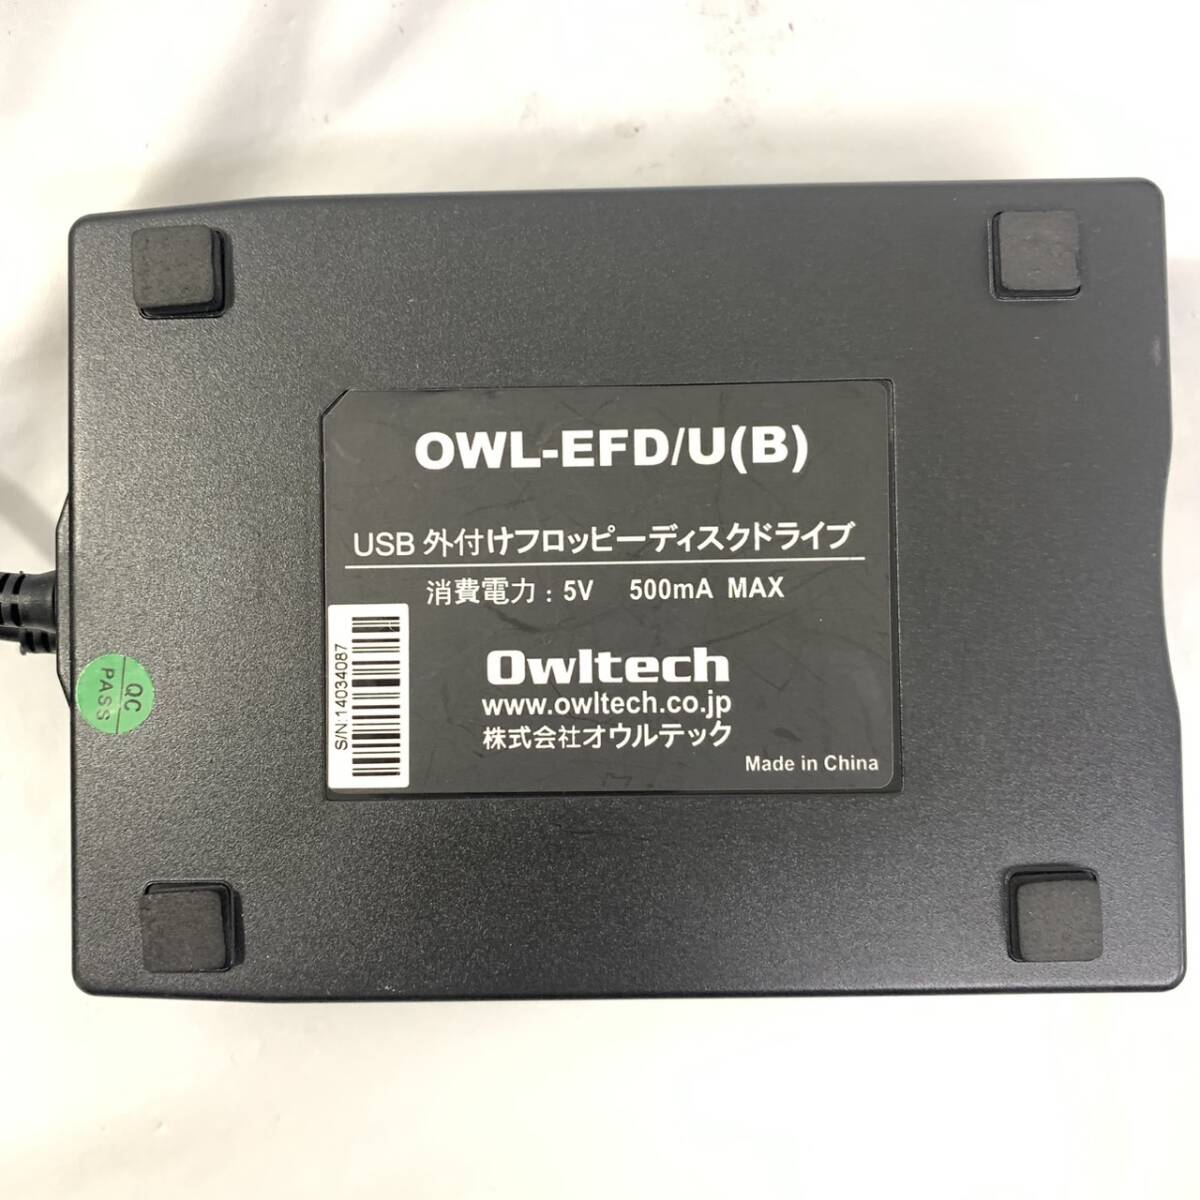 OWL-EFD/U(B)
USB 外付けフロッピーディスクドライブ
消費電力 : 5V 500mA MAX
Owltech
www.owltech.co.jp
株式会社オウルテック
Made in China
S/N:14034087
QC
PASS